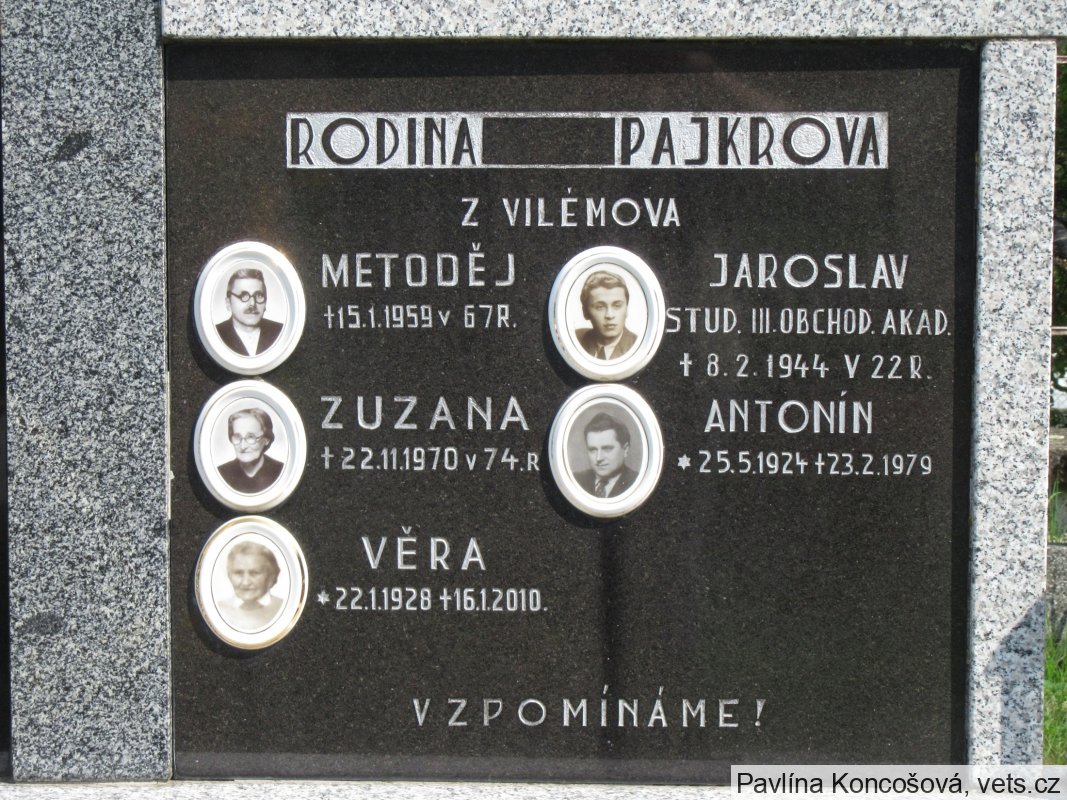 RODINA PAJKROVA
Z VILÉMOVA
METODĚJ
†15.1.1959 V 67R.
ZUZANA
†22.11.1970 V 74.R
VĚRA
*22.1.1928 †16.1.2010.
JAROSLAV
STUD. III. OBCHOD. AKAD.
† 8.2.1944 V 22 R.
ANTONÍN
*25.5.1924 †23.2.1979
VZPOMÍNÁME!
Pavlína Koncošová, vets.cz